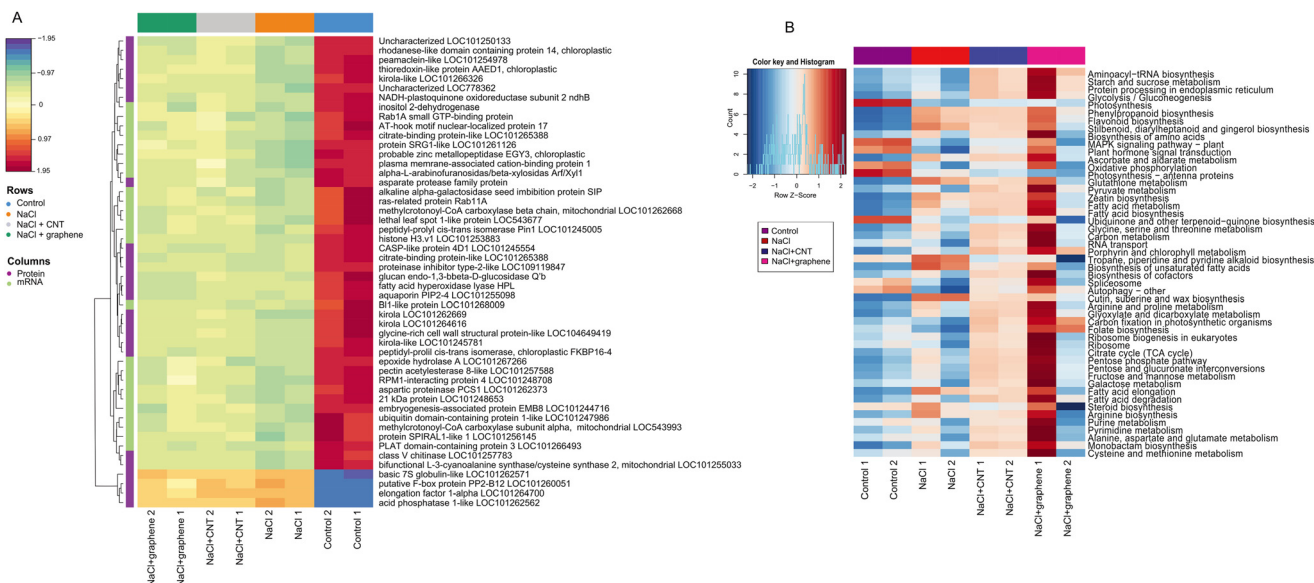 A
-1.95
-0.97
0
0.97
1.95
Rows
Control
NaCl
NaCl + CNT
NaCl + graphene
Columns
Protein
mRNA
Uncharacterized LOC101250133
rhodanese-like domain containing protein 14, chloroplastic
peamaclein-like LOC101254978
thioredoxin-like protein AAED1, chloroplastic
kirola-like LOC101266326
Uncharacterized LOC778362
NADH-plastoquinone oxidoreductase subunit 2 ndhB
inositol 2-dehydrogenase
Rab1A small GTP-binding protein
AT-hook motif nuclear-localized protein 17
citrate-binding protein-like LOC101265388
protein SRG1-like LOC101261126
probable zinc metallopeptidase EGY3, chloroplastic
plasma memrane-associated cation-binding protein 1
alpha-L-arabinofuranosidas/beta-xylosidas Arf/Xyl1
asparate protease family protein
alkaline alpha-galactosidase seed imbibition protein SIP
ras-related protein Rab11A
methylcrotonoyl-CoA carboxylase beta chain, mitochondrial LOC101262668
lethal leaf spot 1-like protein LOC543677
peptidyl-prolyl cis-trans isomerase Pin1 LOC101245005
histone H3.v1 LOC101253883
CASP-like protein 4D1 LOC101245554
citrate-binding protein-like LOC101265388
proteinase inhibitor type-2-like LOC109119847
glucan endo-1,3-bbeta-D-glucosidase Q'b
fatty acid hyperoxidase lyase HPL
aquaporin PIP2-4 LOC101255098
BI1-like protein LOC101268009
kirola LOC101262669
kirola LOC101264616
glycine-rich cell wall structural protein-like LOC104649419
kirola-like LOC101245781
peptidyl-prolil cis-trans isomerase, chloroplastic FKBP16-4
epoxide hydrolase A LOC101267266
pectin acetylesterase 8-like LOC101257588
RPM1-interacting protein 4 LOC101248708
aspartic proteinase PCS1 LOC101262373
21 kDa protein LOC101248653
embryogenesis-associated protein EMB8 LOC101244716
ubiquitin domain-containing protein 1-like LOC101247986
methylcrotonoyl-CoA carboxylase subunit alpha, mitochondrial LOC543993
protein SPIRAL1-like 1 LOC101256145
PLAT domain-containing protein 3 LOC101266493
class V chitinase LOC101257783
bifunctional L-3-cyanoalanine synthase/cysteine synthase 2, mitochondrial LOC101255033
basic 7S globulin-like LOC101262571
putative F-box protein PP2-B12 LOC101260051
elongation factor 1-alpha LOC101264700
acid phosphatase 1-like LOC101262562
NaCl+graphene 2
NaCl+graphene 1
NaCl+CNT 2
NaCl+CNT 1
NaCl 2
NaCl 1
Control 2
Control 1
B
Color key and Histogram
Count
0 2 4 6 8 10
-2 -1 0 1 2
Row Z-Score
Control
NaCl
NaCl+CNT
NaCl+graphene
Aminoacyl-tRNA biosynthesis
Starch and sucrose metabolism
Protein processing in endoplasmic reticulum
Glycolysis / Gluconeogenesis
Photosynthesis
Phenylpropanoid biosynthesis
Flavonoid biosynthesis
Stilbenoid, diarylheptanoid and gingerol biosynthesis
Biosynthesis of amino acids
MAPK signaling pathway - plant
Plant hormone signal transduction
Ascorbate and aldarate metabolism
Oxidative phosphorylation
Photosynthesis - antenna proteins
Glutathione metabolism
Pyruvate metabolism
Zeatin biosynthesis
Fatty acid metabolism
Fatty acid biosynthesis
Ubiquinone and other terpenoid-quinone biosynthesis
Glycine, serine and threonine metabolism
Carbon metabolism
RNA transport
Porphyrin and chlorophyll metabolism
Tropane, piperidine and pyridine alkaloid biosynthesis
Biosynthesis of unsaturated fatty acids
Biosynthesis of cofactors
Spliceosome
Autophagy - other
Cutin, suberine and wax biosynthesis
Arginine and proline metabolism
Glyoxylate and dicarboxylate metabolism
Carbon fixation in photosynthetic organisms
Folate biosynthesis
Ribosome biogenesis in eukaryotes
Ribosome
Citrate cycle (TCA cycle)
Pentose phosphate pathway
Pentose and glucuronate interconversions
Fructose and mannose metabolism
Galactose metabolism
Fatty acid elongation
Fatty acid degradation
Steroid biosynthesis
Arginine biosynthesis
Purine metabolism
Pyrimidine metabolism
Alanine, aspartate and glutamate metabolism
Monobactam biosynthesis
Cysteine and methionine metabolism
Control 1
Control 2
NaCl 1
NaCl 2
NaCl+CNT 1
NaCl+CNT 2
NaCl+graphene 1
NaCl+graphene 2